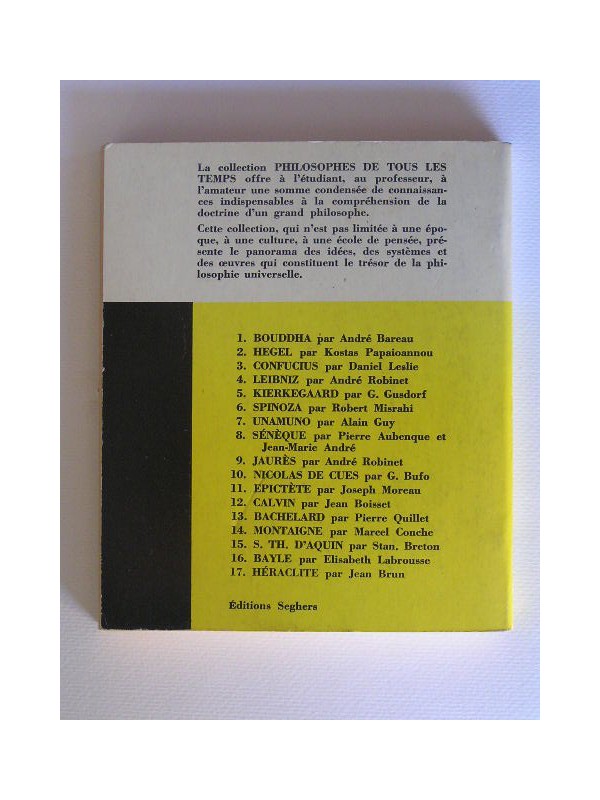 La collection PHILOSOPHES DE TOUS LES
TEMPS offre à l'étudiant, au professeur, à
l'amateur une somme condensée de connaissan-
ces indispensables à la compréhension de la
doctrine d'un grand philosophe.
Cette collection, qui n'est pas limitée à une épo-
que, à une culture, à une école de pensée, pré-
sente le panorama des idées, des systèmes et
des œuvres qui constituent le trésor de la phi-
losophie universelle.
1. BOUDDHA par André Bareau
2. HEGEL par Kostas Papaioannou
3. CONFUCIUS par Daniel Leslie
4. LEIBNIZ par André Robinet
5. KIERKEGAARD par G. Gusdorf
6. SPINOZA par Robert Misrahi
7. UNAMUNO par Alain Guy
8. SÉNÈQUE par Pierre Aubenque et
Jean-Marie André
9. JAURÈS par André Robinet
10. NICOLAS DE CUES par G. Bufo
11. EPICTÈTE par Joseph Moreau
12. CALVIN par Jean Boisset
13. BACHELARD par Pierre Quillet
14. MONTAIGNE par Marcel Conche
15. S. TH. D'AQUIN par Stan. Breton
16. BAYLE par Elisabeth Labrousse
17. HÉRACLITE par Jean Brun
Éditions Seghers